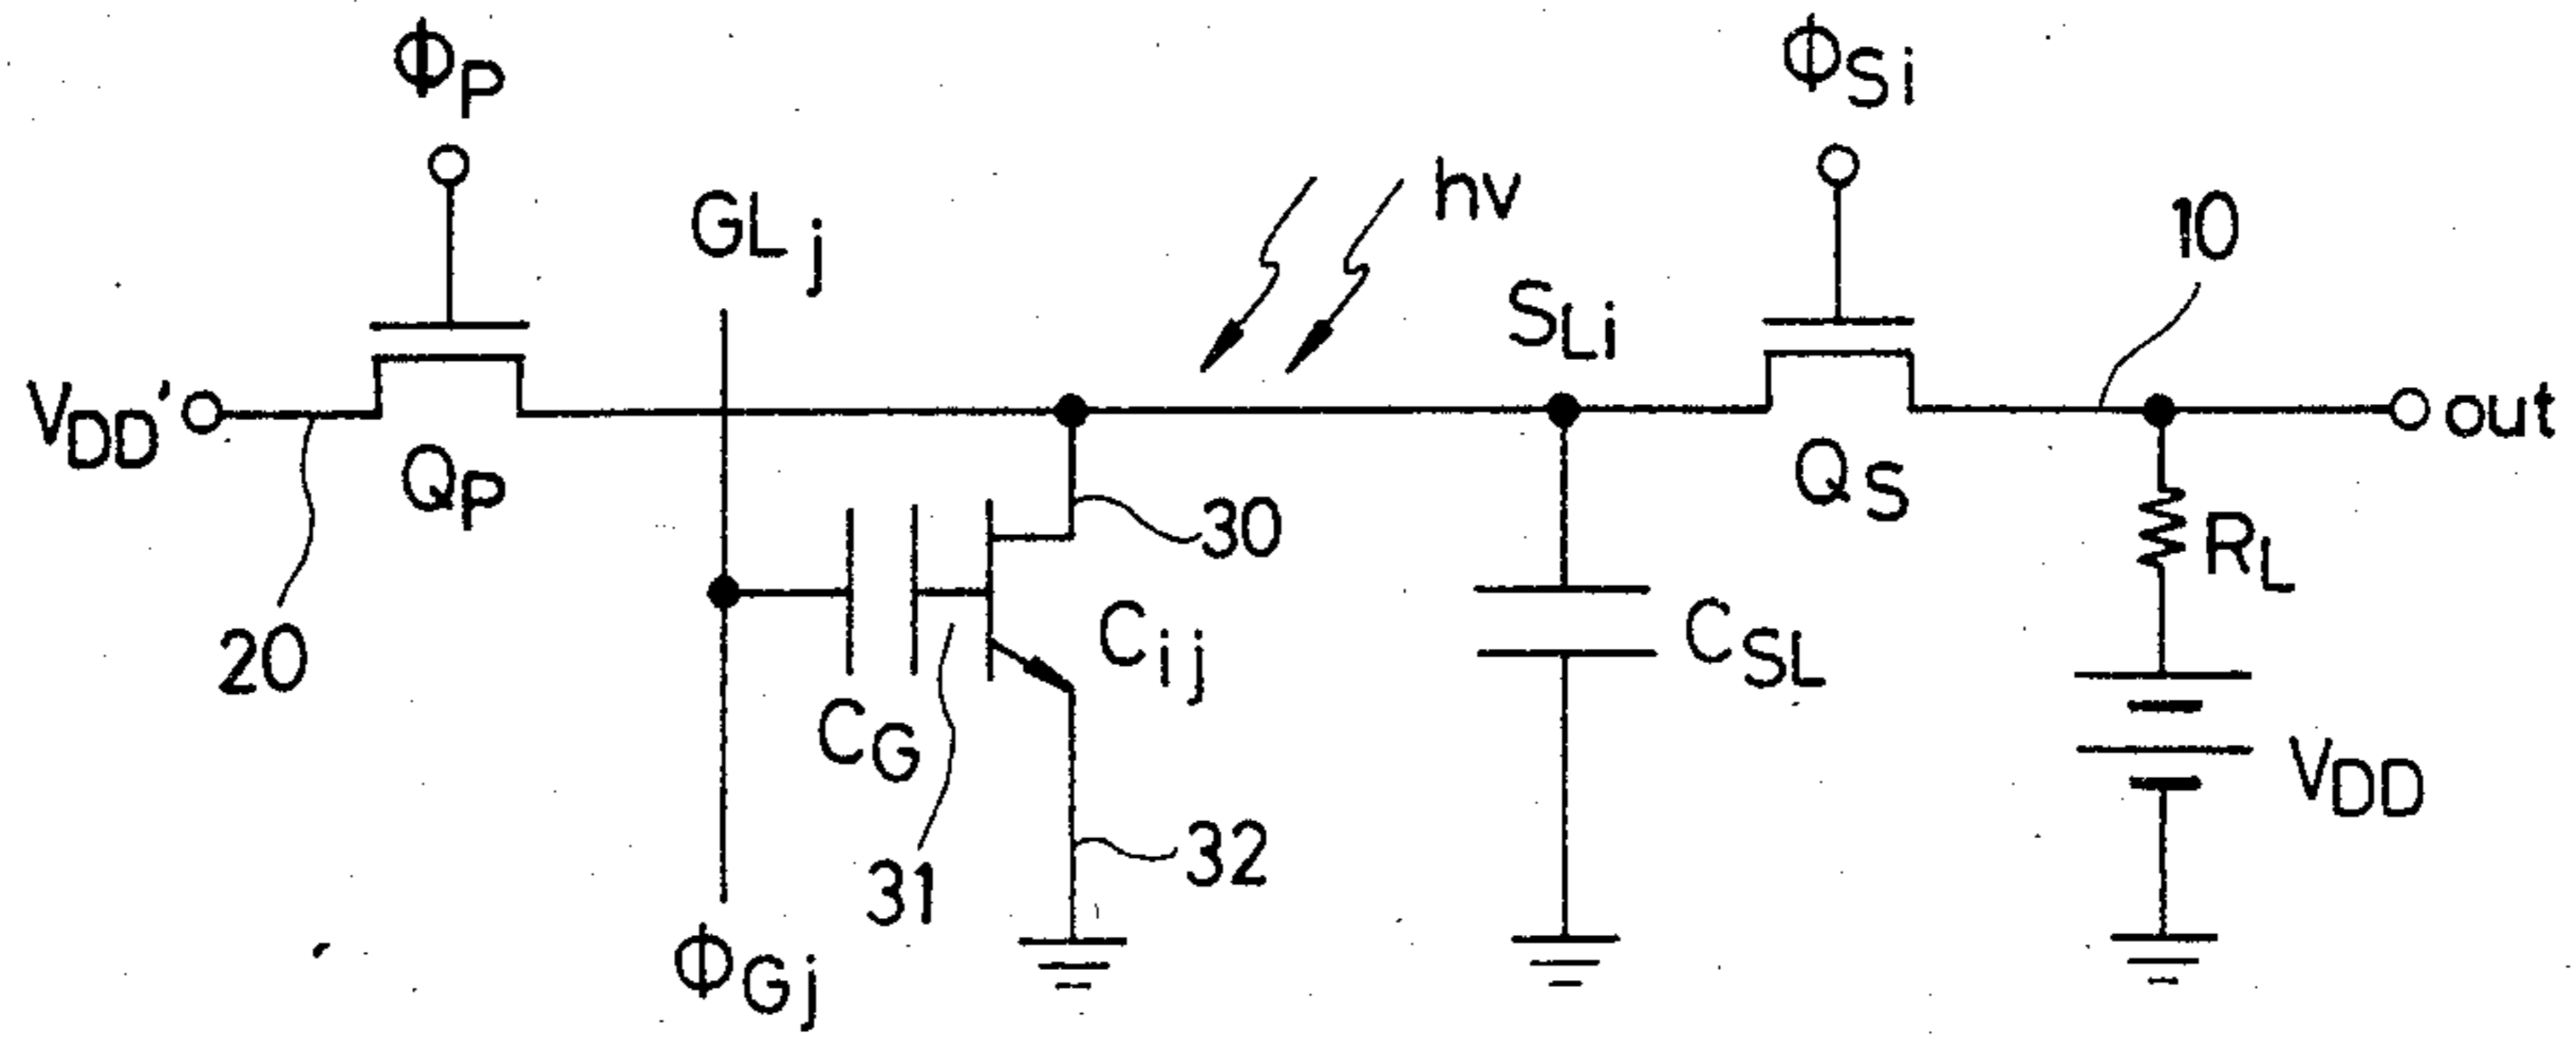 ΦP
ΦSi
GLj
hν
10
SLi
VDD'
out
QP
QS
30
RL
20
Cij
CSL
CG
VDD
31
32
ΦGj